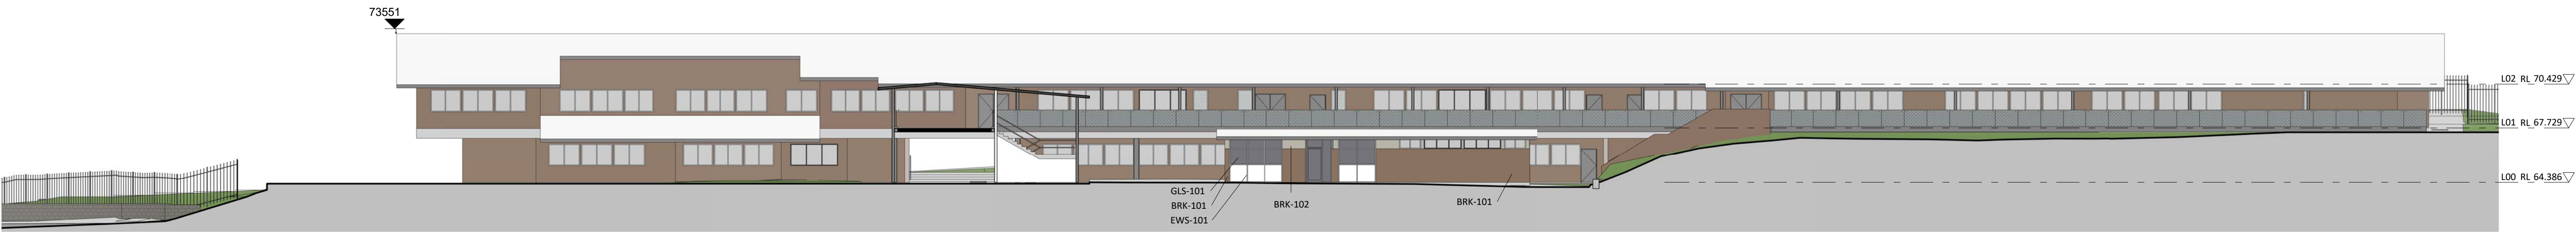 73551
L02 RL 70.429
L01 RL 67.729
L00 RL 64.386
GLS-101
BRK-101
EWS-101
BRK-102
BRK-101